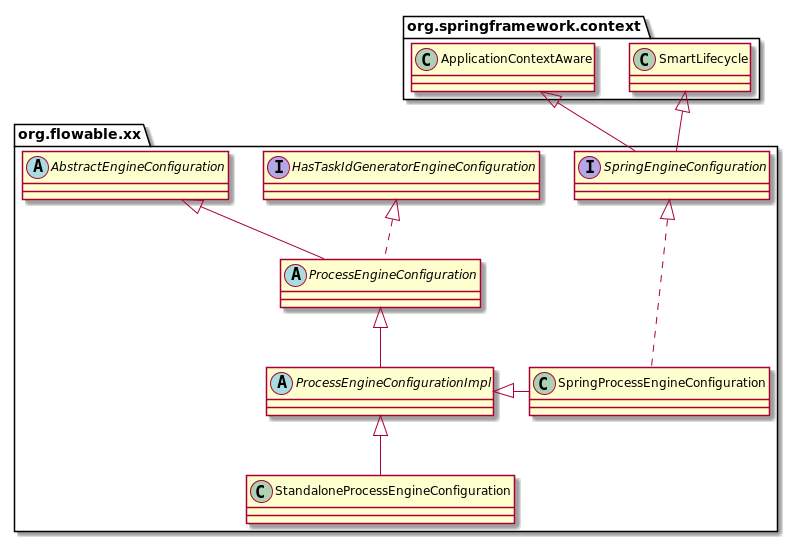 org.springframework.context
C ApplicationContextAware
C SmartLifecycle
org.flowable.xx
A AbstractEngineConfiguration
I HasTaskIdGeneratorEngineConfiguration
I SpringEngineConfiguration
A ProcessEngineConfiguration
A ProcessEngineConfigurationImpl
C SpringProcessEngineConfiguration
C StandaloneProcessEngineConfiguration